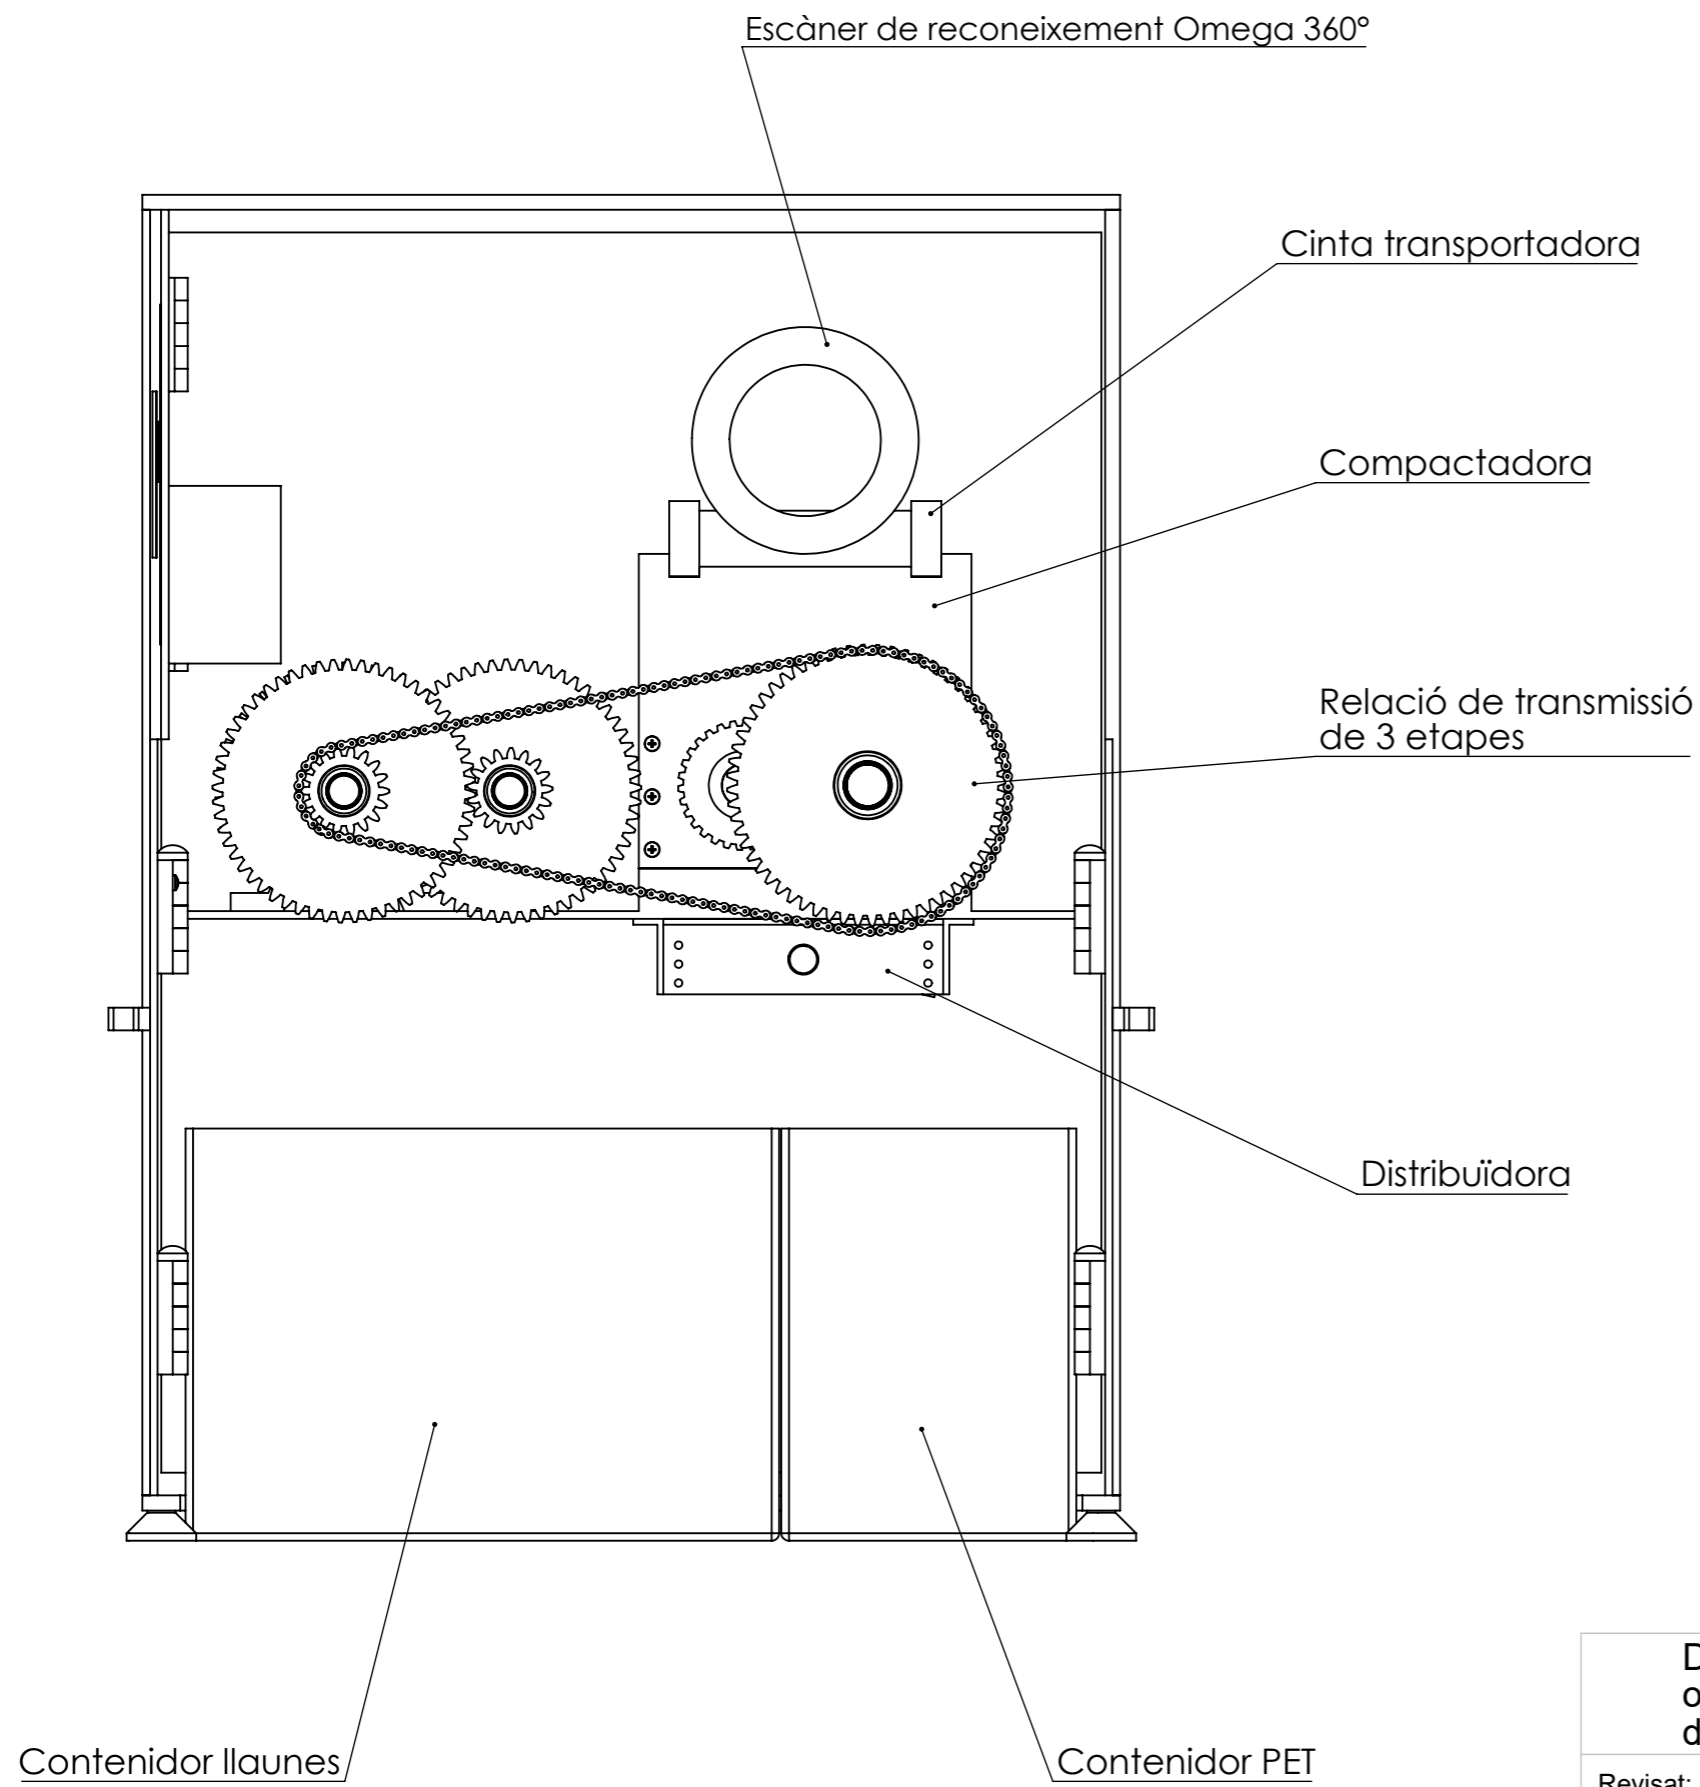 Escàner de reconeixement Omega 360°
Cinta transportadora
Compactadora
Relació de transmissió
de 3 etapes
Distribuïdora
Contenidor llaunes
Contenidor PET
Revisat: